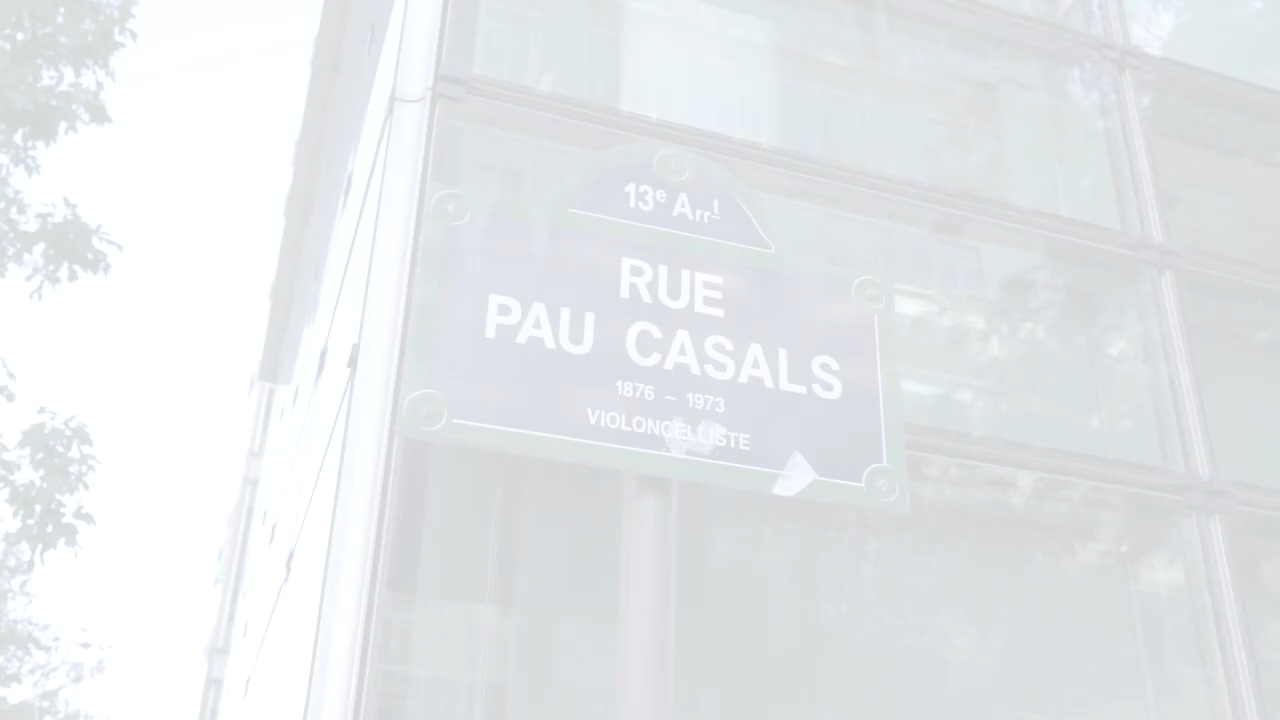 13e Arrt
RUE
PAU CASALS
1876 – 1973
VIOLONCELLISTE